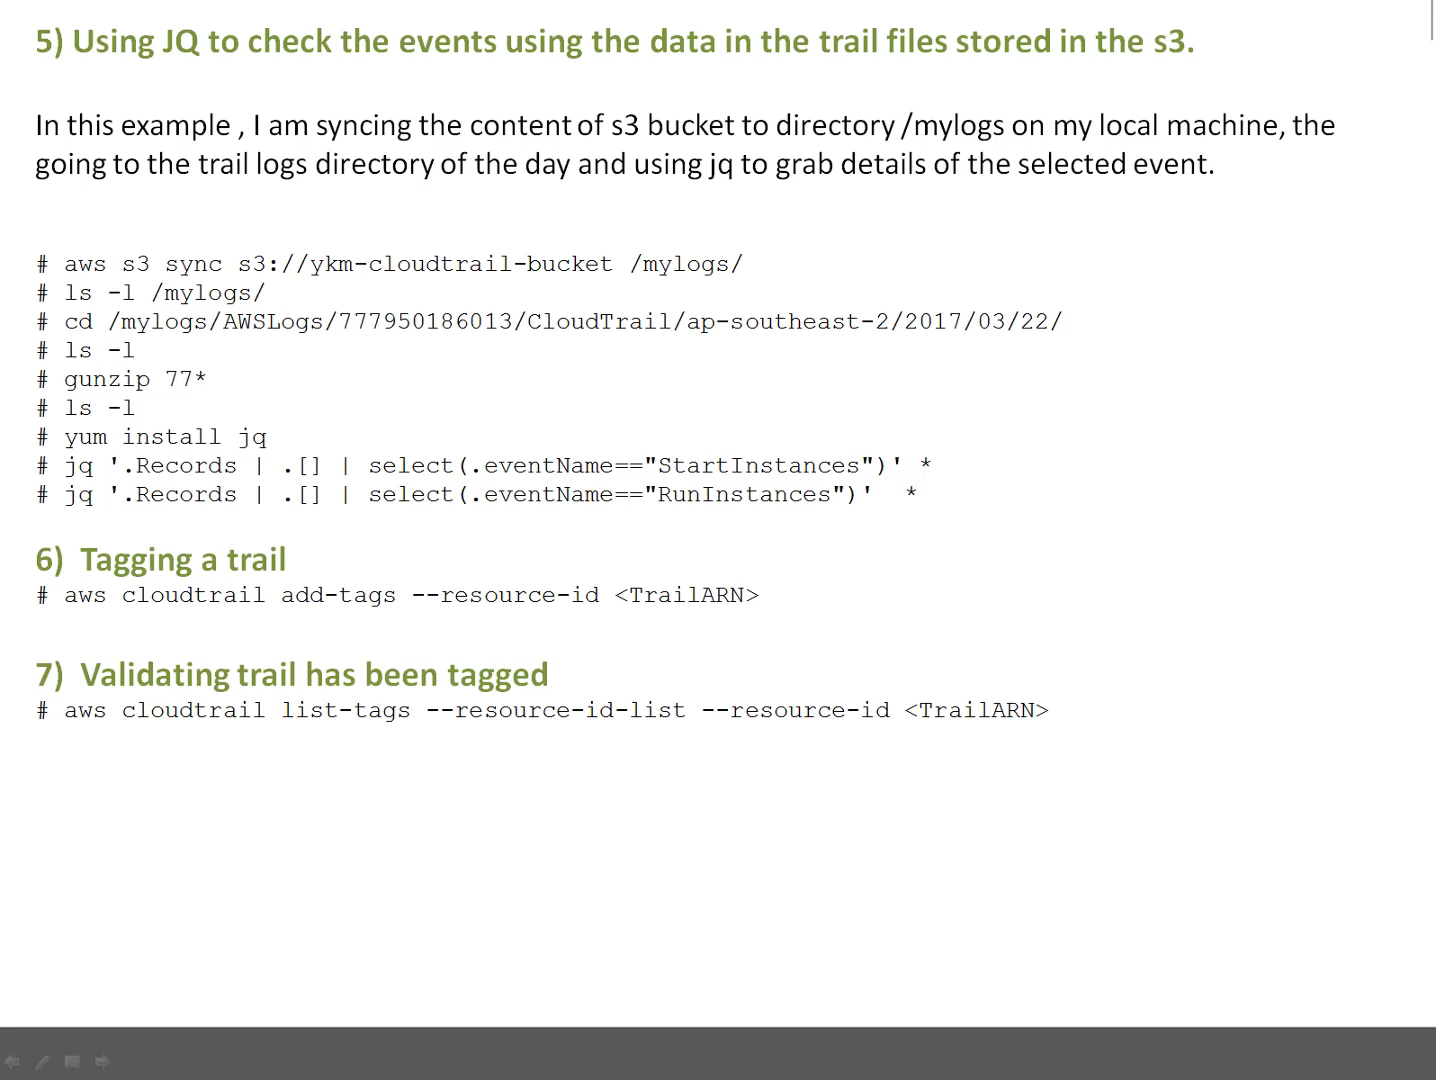 5) Using JQ to check the events using the data in the trail files stored in the s3.
In this example , I am syncing the content of s3 bucket to directory /mylogs on my local machine, the
going to the trail logs directory of the day and using jq to grab details of the selected event.
# aws s3 sync s3://ykm-cloudtrail-bucket /mylogs/
# ls -l /mylogs/
# cd /mylogs/AWSLogs/777950186013/CloudTrail/ap-southeast-2/2017/03/22/
# ls -l
# gunzip 77*
# ls -l
# yum install jq
# jq '.Records | .[] | select(.eventName=="StartInstances")' *
# jq '.Records | .[] | select(.eventName=="RunInstances")'  *
6)  Tagging a trail
# aws cloudtrail add-tags --resource-id <TrailARN>
7)  Validating trail has been tagged
# aws cloudtrail list-tags --resource-id-list --resource-id <TrailARN>